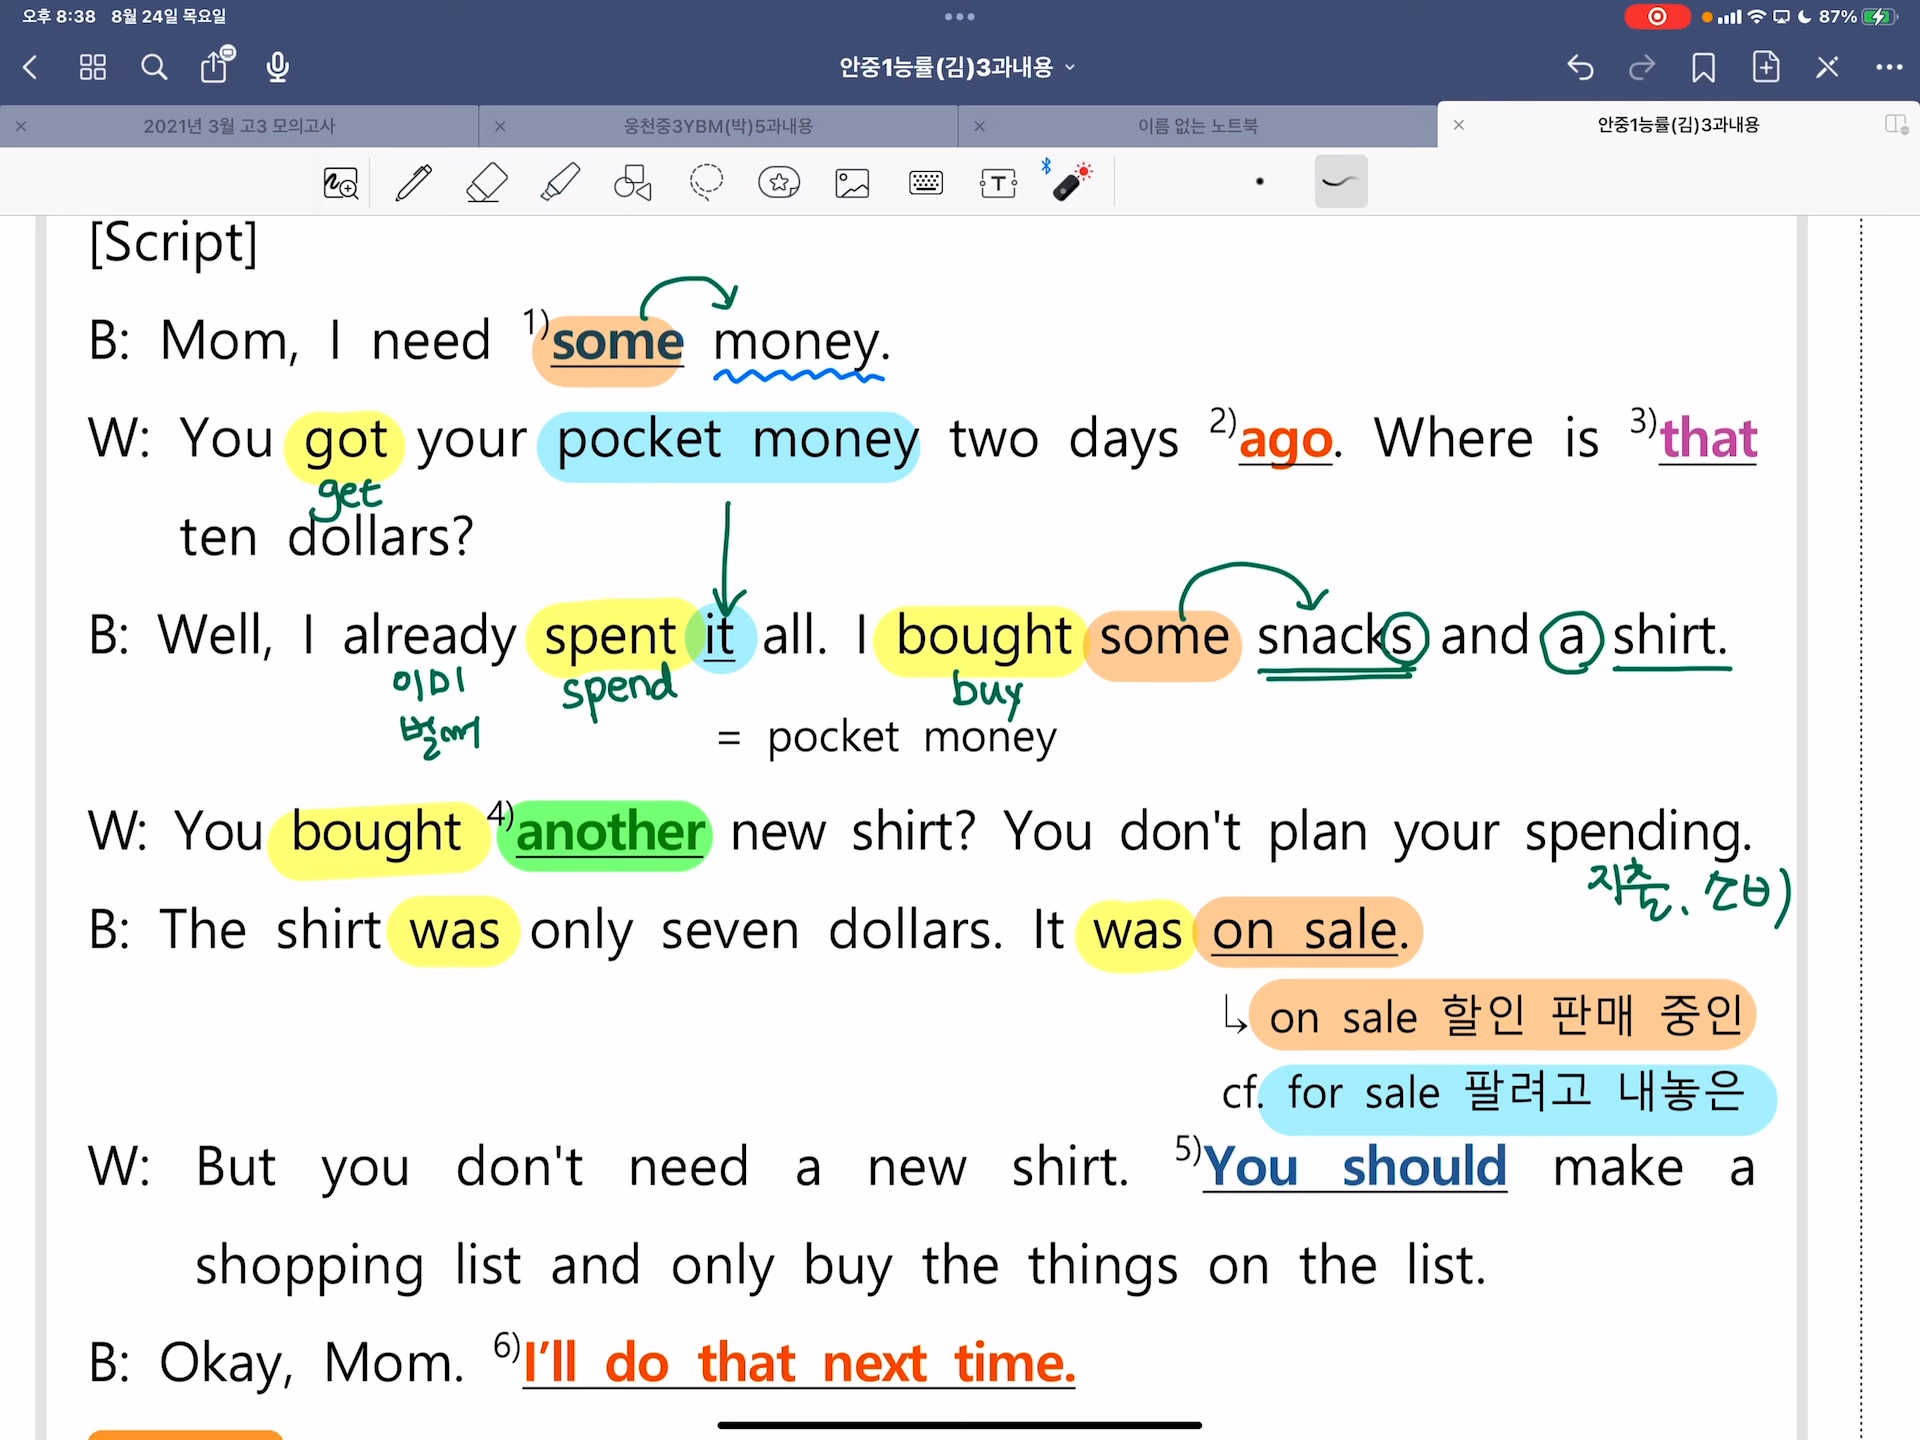 오후 8:38 8월 24일 목요일
87%
안중1능률(김)3과내용
2021년 3월 고3 모의고사
웅천중3YBM(박)5과내용
이름 없는 노트북
안중1능률(김)3과내용
[Script]
B: Mom, I need 1)some money.
W: You got your pocket money two days 2)ago. Where is 3)that
get
ten dollars?
B: Well, I already spent it all. I bought some snacks and a shirt.
이미 spend buy
벌써
= pocket money
W: You bought 4)another new shirt? You don't plan your spending.
지출, 소비)
B: The shirt was only seven dollars. It was on sale.
↳ on sale 할인 판매 중인
cf. for sale 팔려고 내놓은
W: But you don't need a new shirt. 5)You should make a
shopping list and only buy the things on the list.
B: Okay, Mom. 6)I'll do that next time.